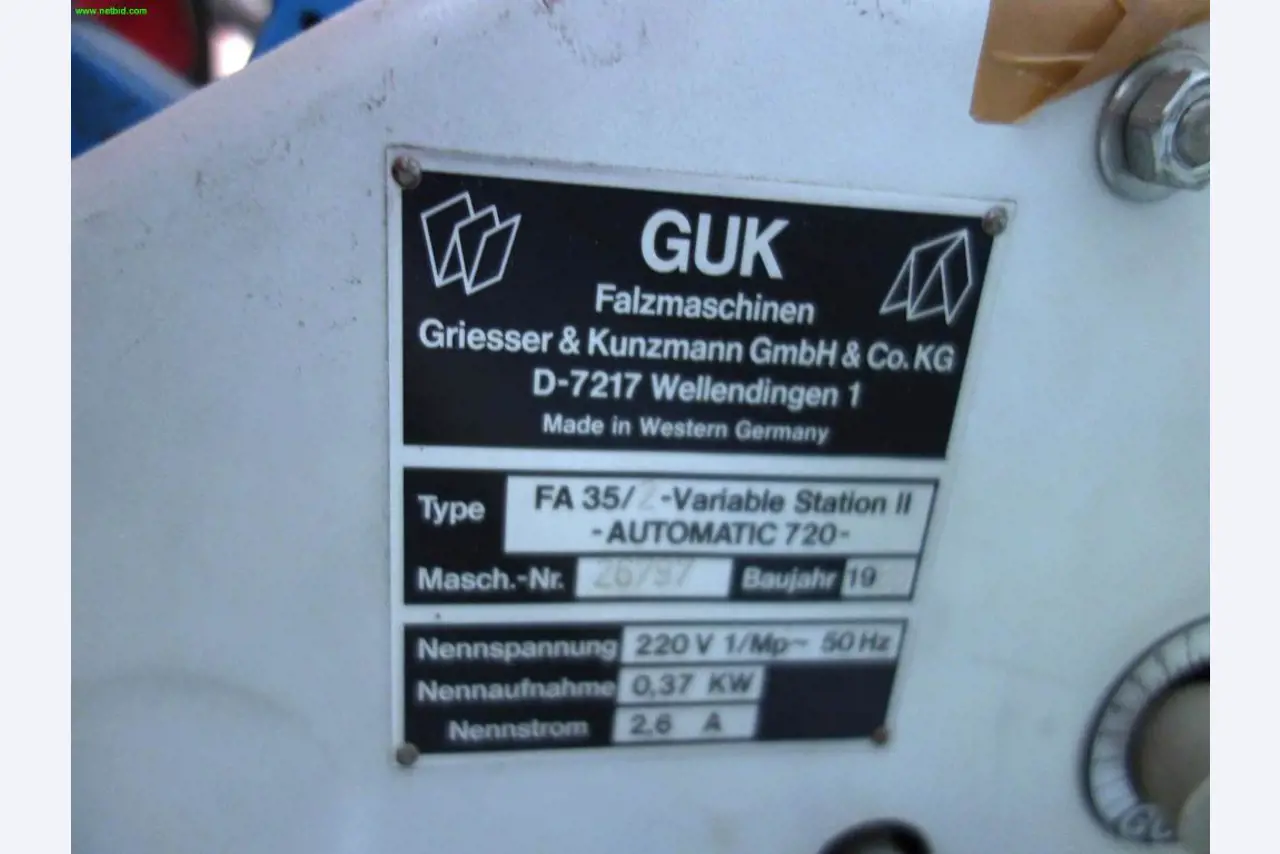 www.netbid.com
GUK
Falzmaschinen
Griesser & Kunzmann GmbH & Co. KG
D-7217 Wellendingen 1
Made in Western Germany
Type FA 35/2-Variable Station II
-AUTOMATIC 720-
Masch.-Nr. 26797 Baujahr 19
Nennspannung 220 V 1/Mp~ 50 Hz
Nennaufnahme 0,37 KW
Nennstrom 2,6 A